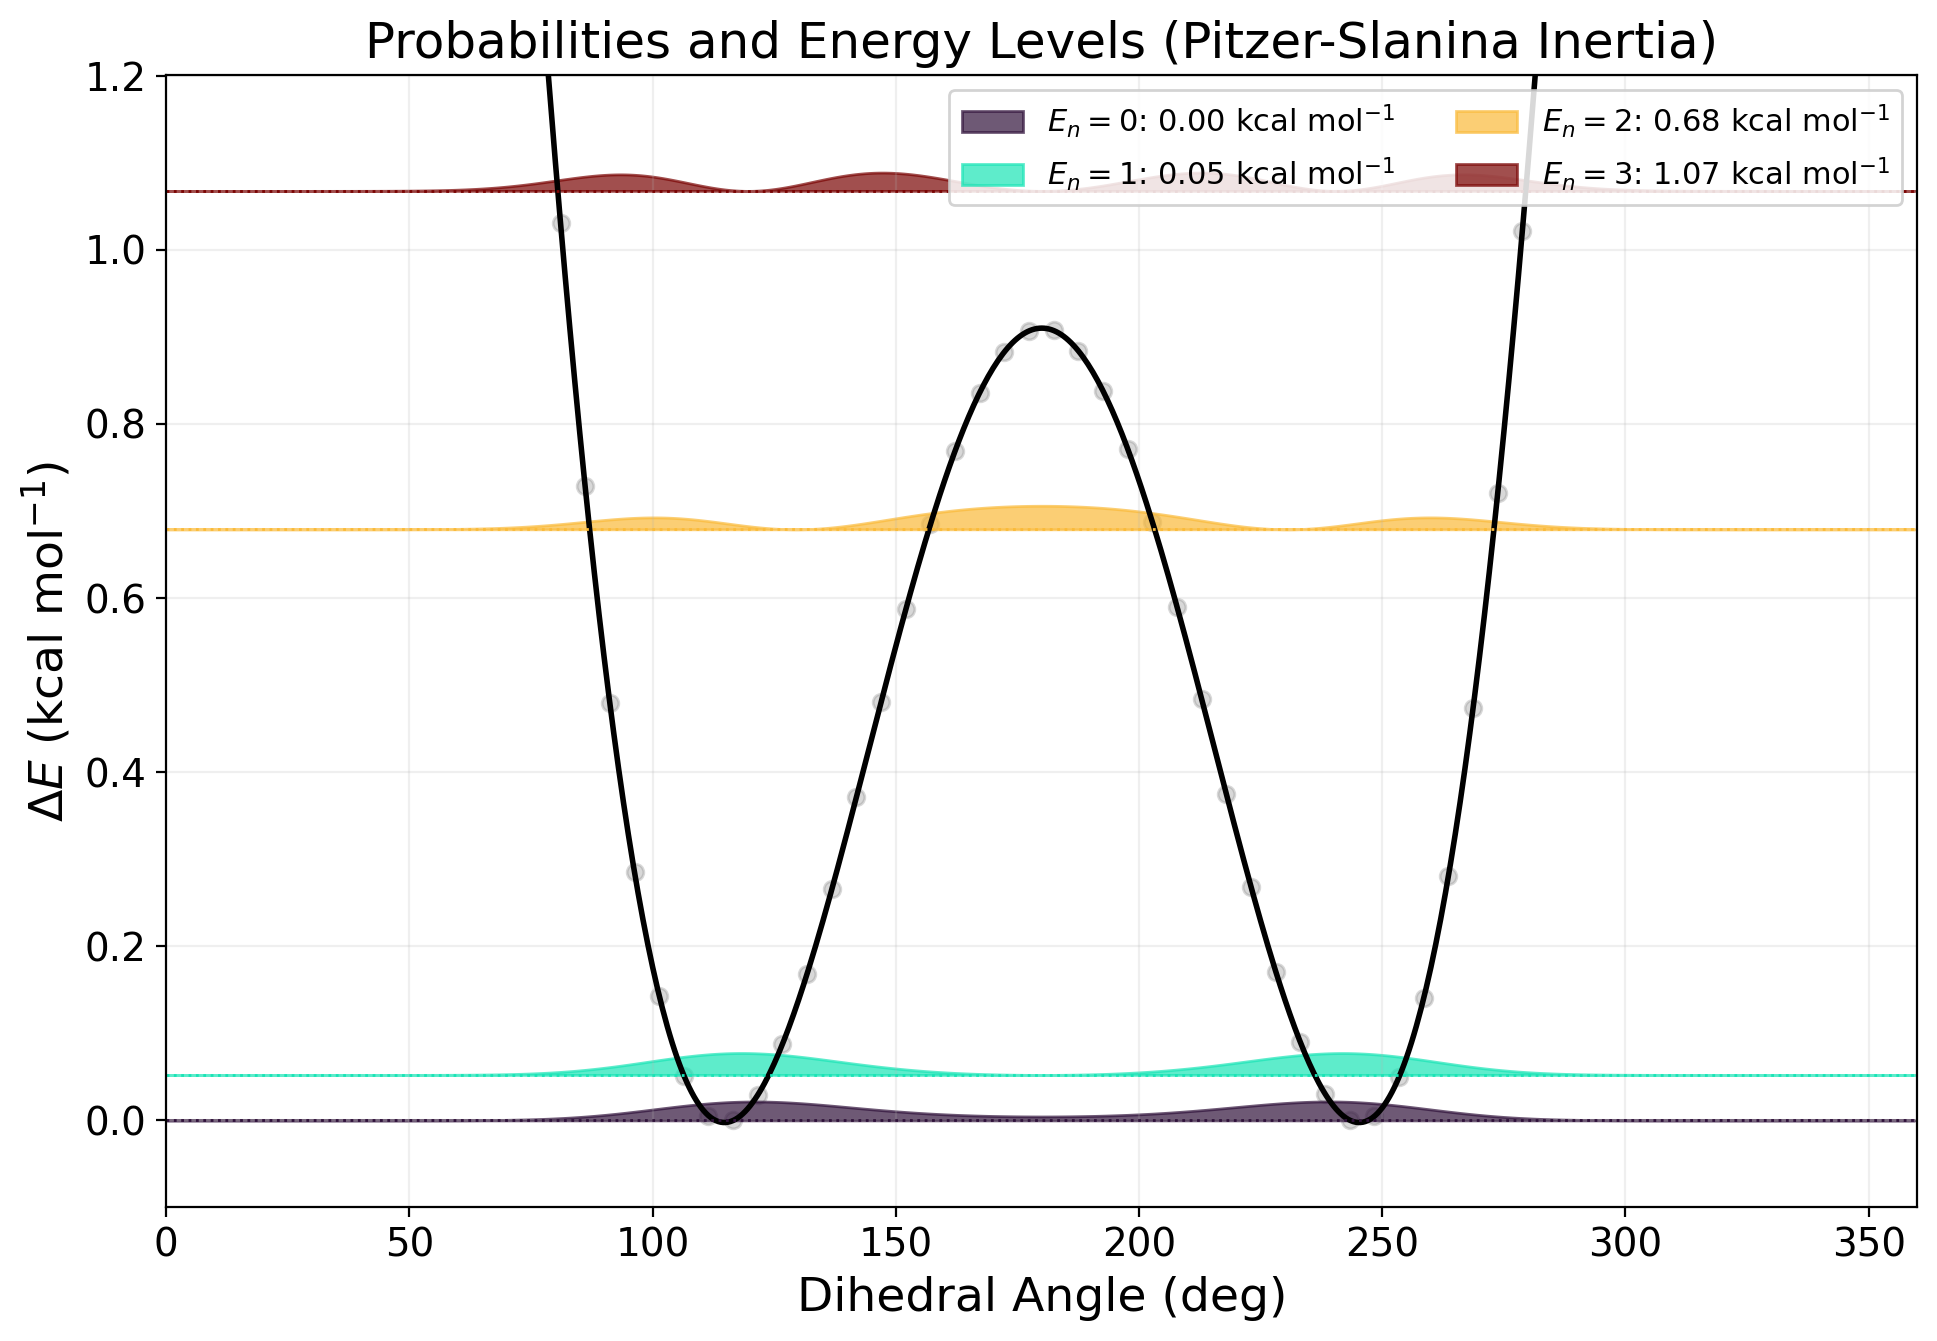 Probabilities and Energy Levels (Pitzer-Slanina Inertia)
E_n = 0: 0.00 kcal mol⁻¹
E_n = 2: 0.68 kcal mol⁻¹
E_n = 1: 0.05 kcal mol⁻¹
E_n = 3: 1.07 kcal mol⁻¹
1.2
1.0
0.8
0.6
0.4
0.2
0.0
ΔE (kcal mol⁻¹)
0 50 100 150 200 250 300 350
Dihedral Angle (deg)